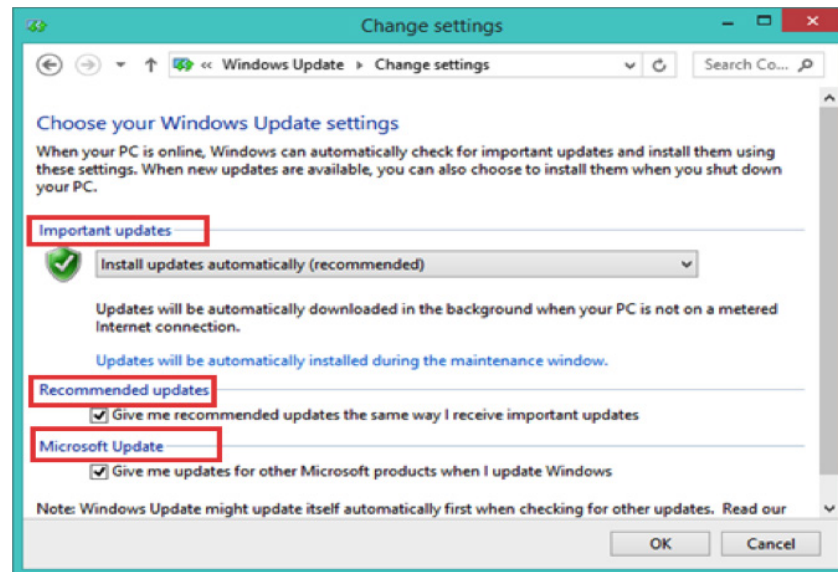 Change settings
« Windows Update ▸ Change settings
Search Co...
Choose your Windows Update settings
When your PC is online, Windows can automatically check for important updates and install them using
these settings. When new updates are available, you can also choose to install them when you shut down
your PC.
Important updates
Install updates automatically (recommended)
Updates will be automatically downloaded in the background when your PC is not on a metered
Internet connection.
Updates will be automatically installed during the maintenance window.
Recommended updates
Give me recommended updates the same way I receive important updates
Microsoft Update
Give me updates for other Microsoft products when I update Windows
Note: Windows Update might update itself automatically first when checking for other updates. Read our
OK Cancel